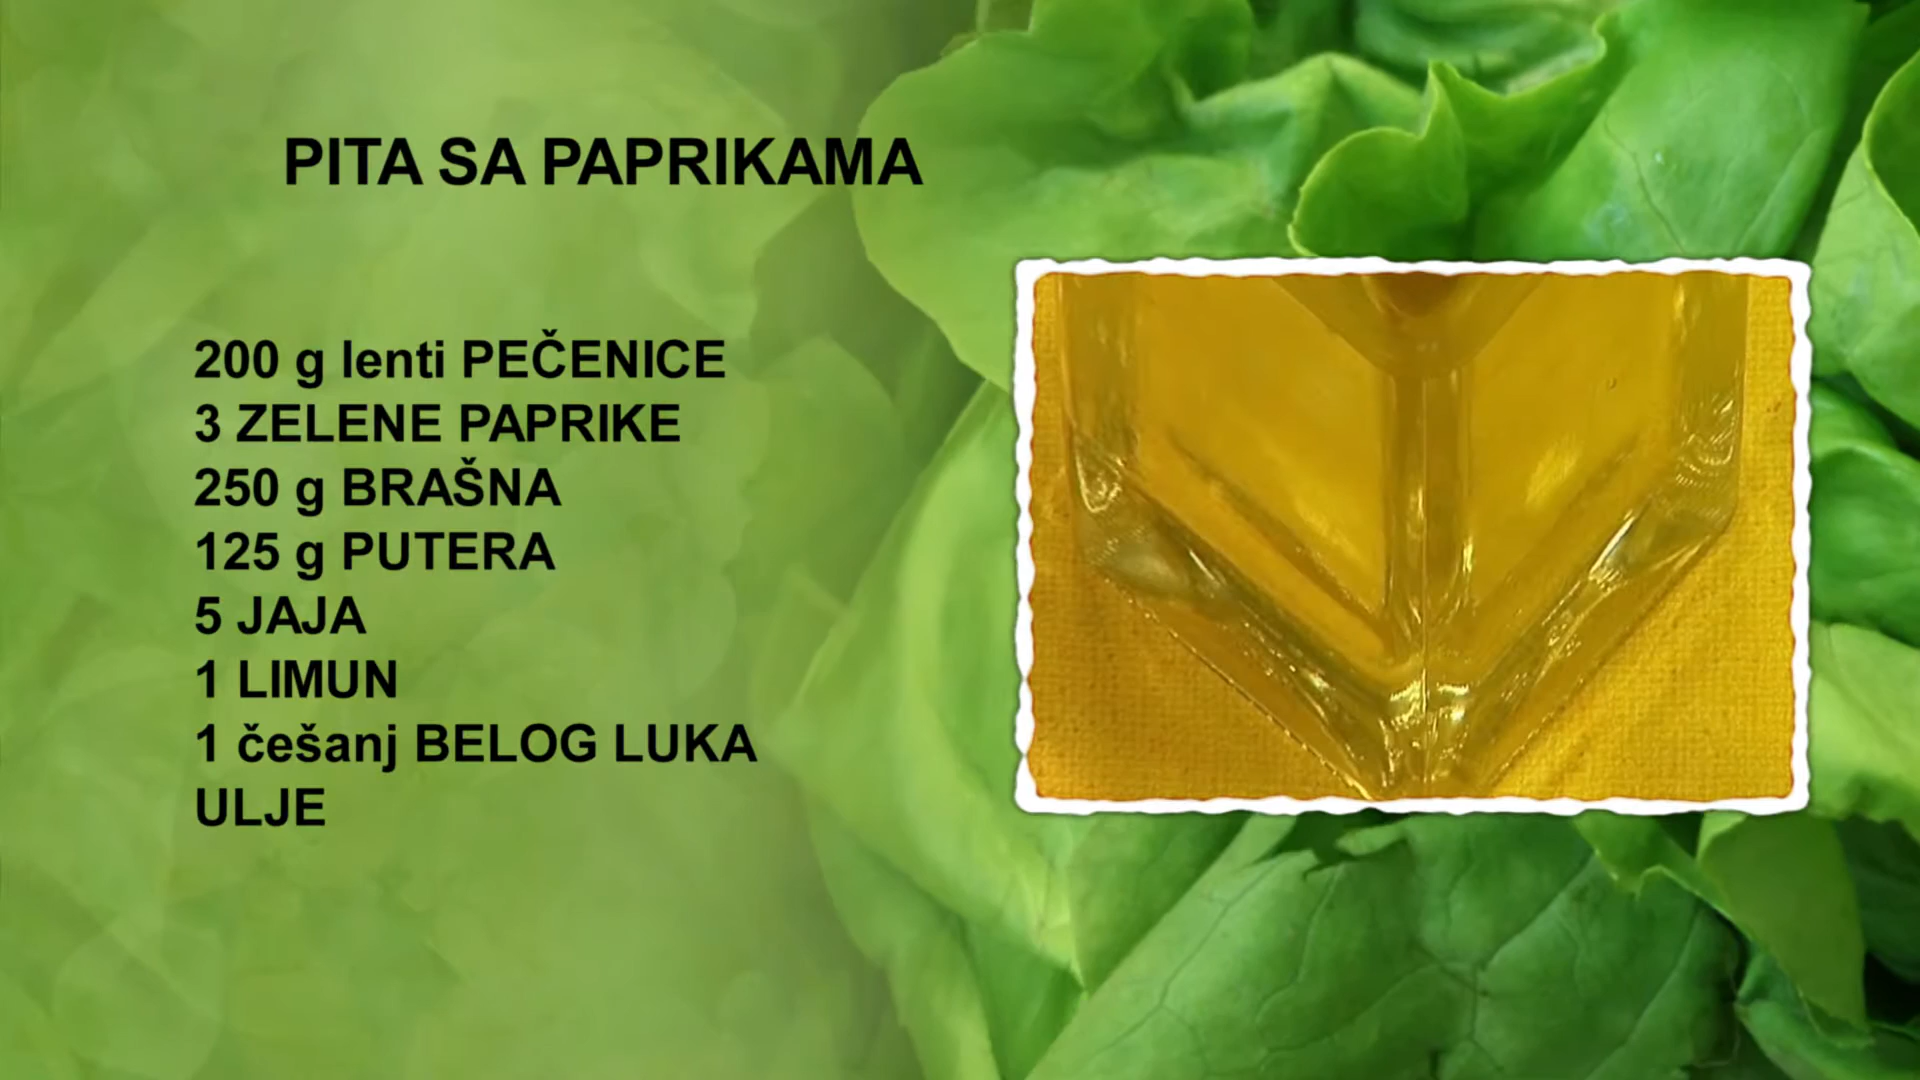 PITA SA PAPRIKAMA
200 g lenti PEČENICE
3 ZELENE PAPRIKE
250 g BRAŠNA
125 g PUTERA
5 JAJA
1 LIMUN
1 češanj BELOG LUKA
ULJE